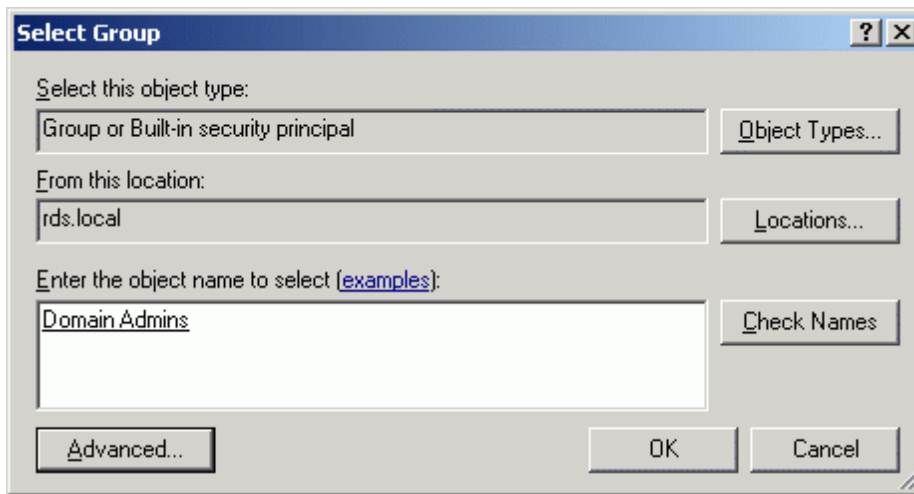 Select Group
Select this object type:
Group or Built-in security principal
Object Types...
From this location:
rds.local
Locations...
Enter the object name to select (examples):
Domain Admins
Check Names
Advanced...
OK
Cancel